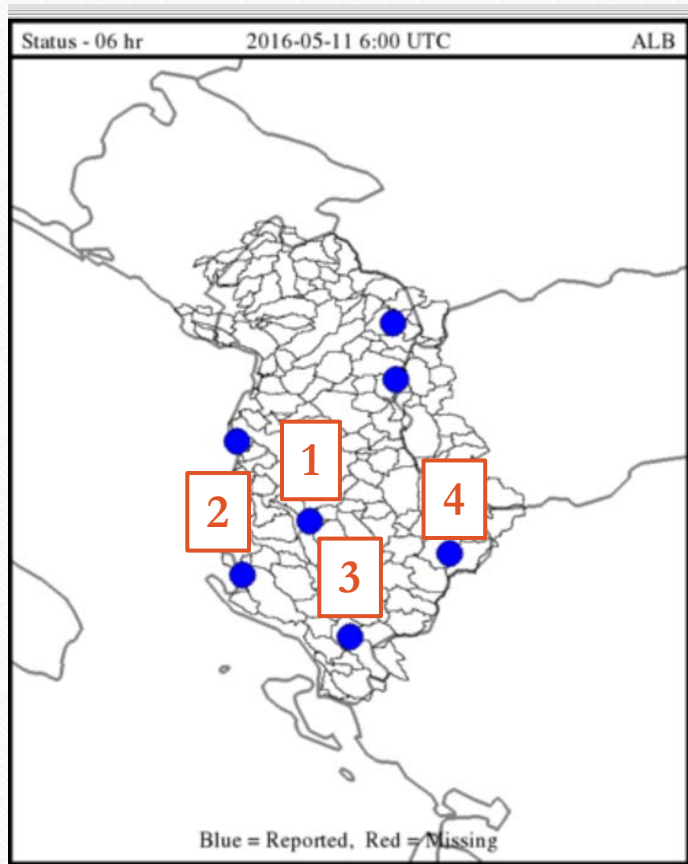 Status - 06 hr 2016-05-11 6:00 UTC ALB
1
2
4
3
Blue = Reported, Red = Missing